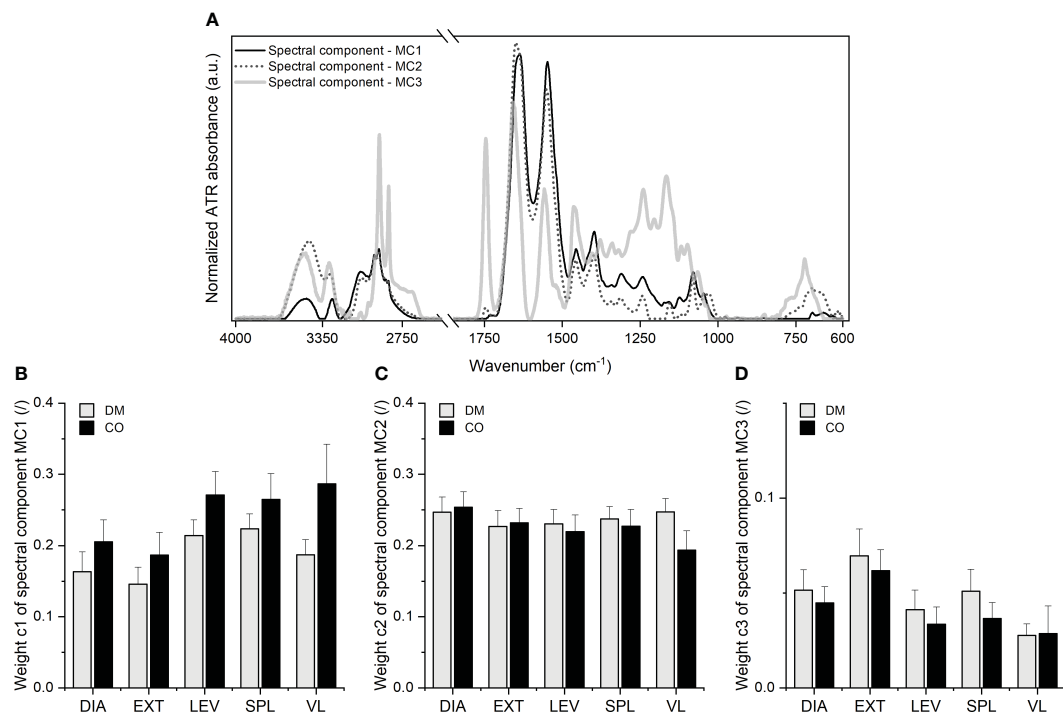 A
Normalized ATR absorbance (a.u.)
Spectral component - MC1
Spectral component - MC2
Spectral component - MC3
4000 3350 2750 1750 1500 1250 1000 750 600
Wavenumber (cm⁻¹)
B
Weight c1 of spectral component MC1 (/)
0.4
0.3
0.2
0.1
0.0
DM
CO
DIA EXT LEV SPL VL
C
Weight c2 of spectral component MC2 (/)
0.4
0.3
0.2
0.1
0.0
DM
CO
DIA EXT LEV SPL VL
D
Weight c3 of spectral component MC3 (/)
0.1
0.0
DM
CO
DIA EXT LEV SPL VL